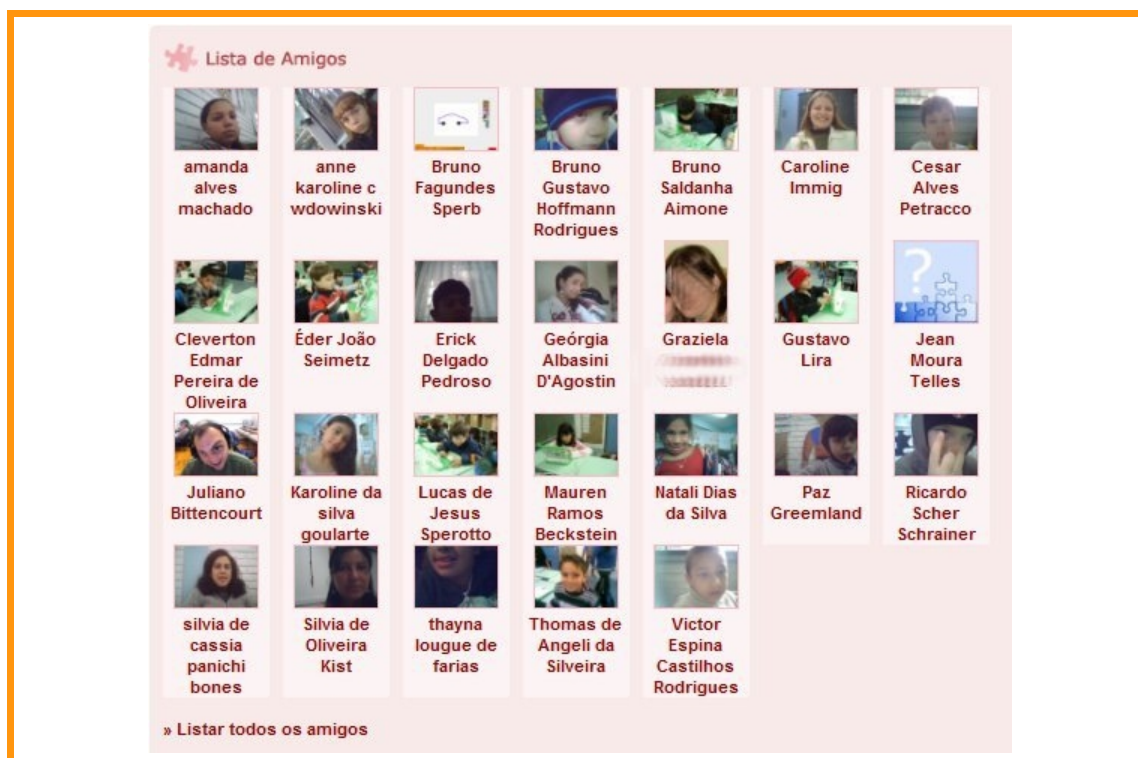 Lista de Amigos
amanda
alves
machado
anne
karoline c
wdowinski
Bruno
Fagundes
Sperb
Bruno
Gustavo
Hoffmann
Rodrigues
Bruno
Saldanha
Aimone
Caroline
Immig
Cesar
Alves
Petracco
Cleverton
Edmar
Pereira de
Oliveira
Éder João
Seimetz
Erick
Delgado
Pedroso
Geórgia
Albasini
D'Agostin
Graziela
Gustavo
Lira
Jean
Moura
Telles
Juliano
Bittencourt
Karoline da
silva
goularte
Lucas de
Jesus
Sperotto
Mauren
Ramos
Beckstein
Natali Dias
da Silva
Paz
Greemland
Ricardo
Scher
Schrainer
silvia de
cassia
panichi
bones
Silvia de
Oliveira
Kist
thayna
lougue de
farias
Thomas de
Angeli da
Silveira
Victor
Espina
Castilhos
Rodrigues
» Listar todos os amigos